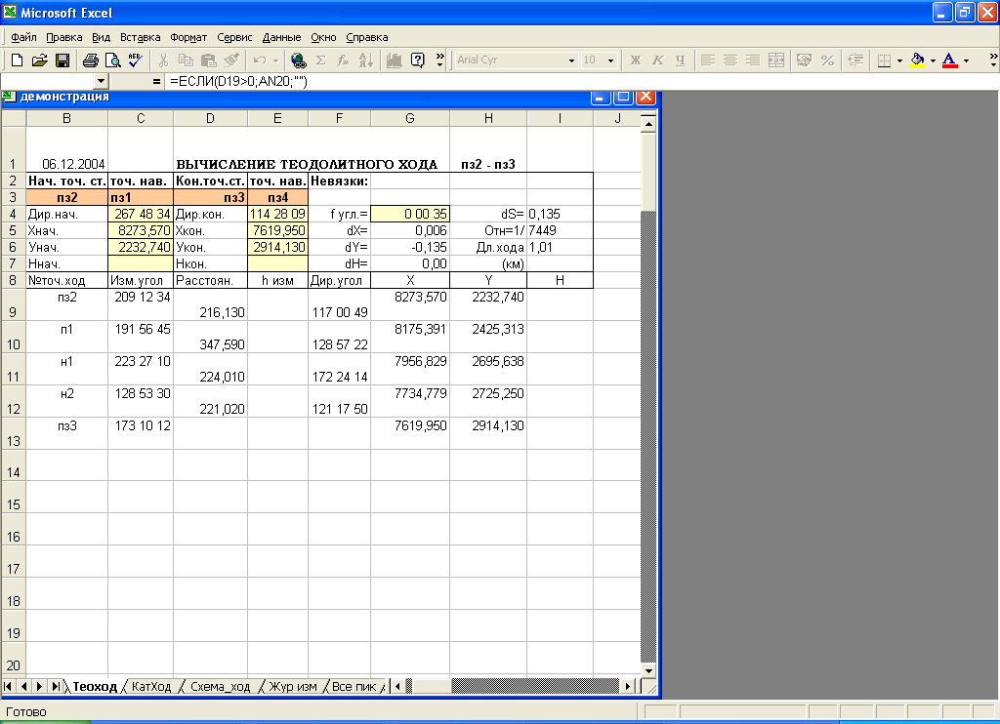 Microsoft Excel
Файл Правка Вид Вставка Формат Сервис Данные Окно Справка
Arial Cyr 10 Ж К Ч
= =ЕСЛИ(D19>0;AN20;"")
демонстрация
B C D E F G H I J
1 06.12.2004 ВЫЧИСЛЕНИЕ ТЕОДОЛИТНОГО ХОДА пз2 - пз3
2 Нач. точ. ст. точ. нав. Кон.точ.ст. точ. нав. Невязки:
3 пз2 пз1 пз3 пз4
4 Дир.нач. 267 48 34 Дир.кон. 114 28 09 f угл.= 0 00 35 dS= 0,135
5 Хнач. 8273,570 Хкон. 7619,950 dX= 0,006 Отн=1/ 7449
6 Унач. 2232,740 Укон. 2914,130 dY= -0,135 Дл.хода 1,01
7 Ннач. Нкон. dH= 0,00 (км)
8 №точ.ход Изм.угол Расстоян. h изм Дир.угол X Y H
пз2 209 12 34 8273,570 2232,740
9 216,130 117 00 49
п1 191 56 45 8175,391 2425,313
10 347,590 128 57 22
н1 223 27 10 7956,829 2695,638
11 224,010 172 24 14
н2 128 53 30 7734,779 2725,250
12 221,020 121 17 50
пз3 173 10 12 7619,950 2914,130
13
14
15
16
17
18
19
20
Теоход КатХод Схема_ход Жур изм Все пик
Готово